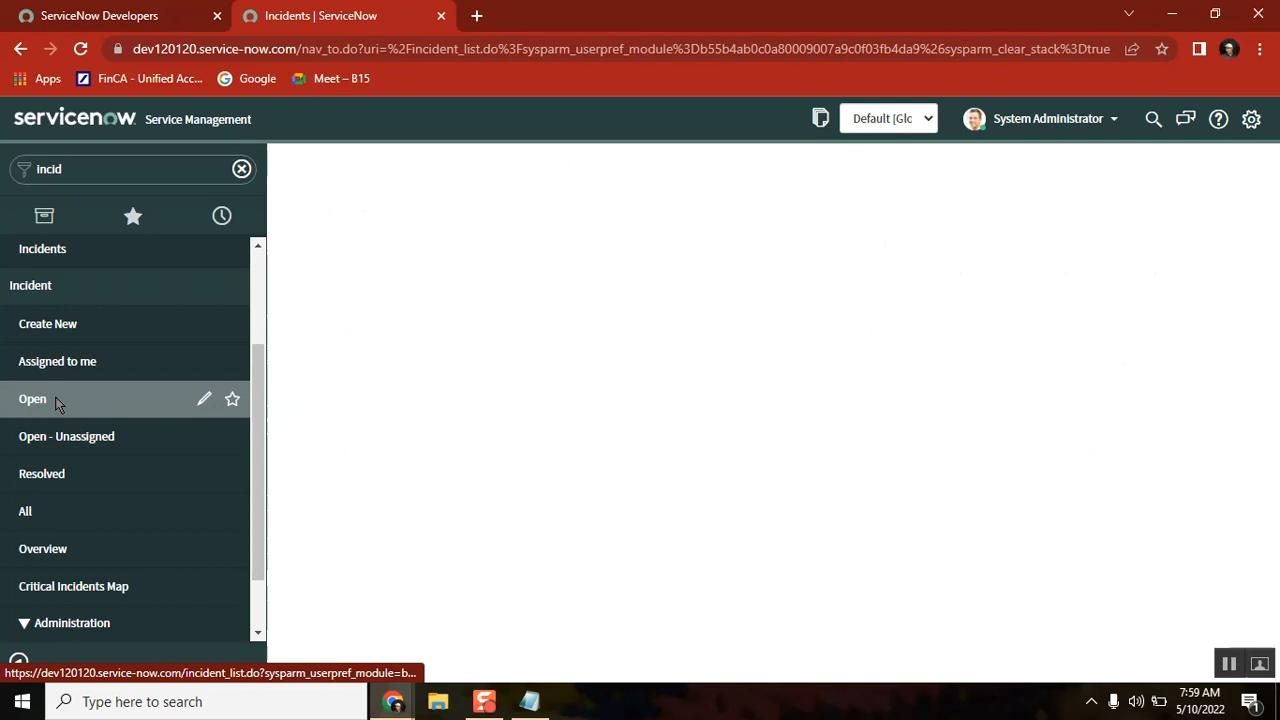 ServiceNow Developers
Incidents | ServiceNow
dev120120.service-now.com/nav_to.do?uri=%2Fincident_list.do%3Fsysparm_userpref_module%3Db55b4ab0c0a80009007a9c0f03fb4da9%26sysparm_clear_stack%3Dtrue
Apps
FinCA - Unified Acc...
Google
Meet – B15
servicenow Service Management
Default [Glc
System Administrator
incid
Incidents
Incident
Create New
Assigned to me
Open
Open - Unassigned
Resolved
All
Overview
Critical Incidents Map
▼ Administration
https://dev120120.service-now.com/incident_list.do?sysparm_userpref_module=b...
Type here to search
7:59 AM
5/10/2022
1